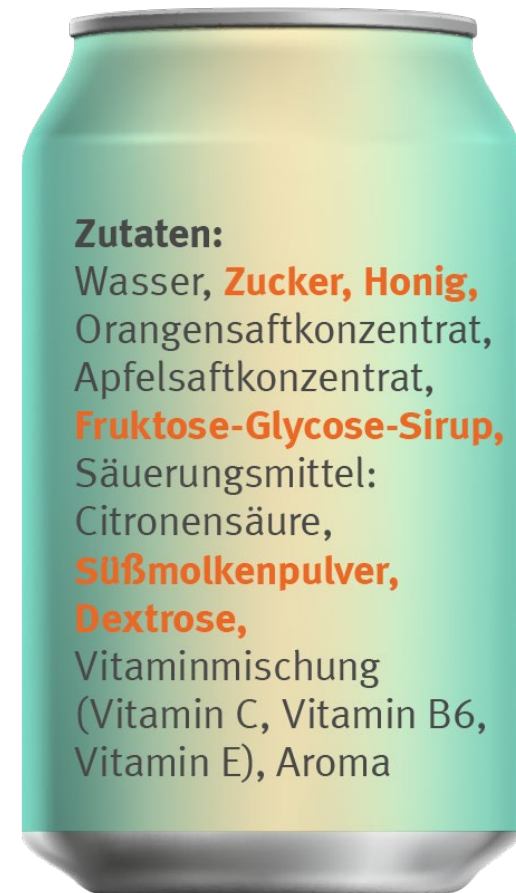 Zutaten:
Wasser, Zucker, Honig,
Orangensaftkonzentrat,
Apfelsaftkonzentrat,
Fruktose-Glycose-Sirup,
Säuerungsmittel:
Citronensäure,
Süßmolkenpulver,
Dextrose,
Vitaminmischung
(Vitamin C, Vitamin B6,
Vitamin E), Aroma